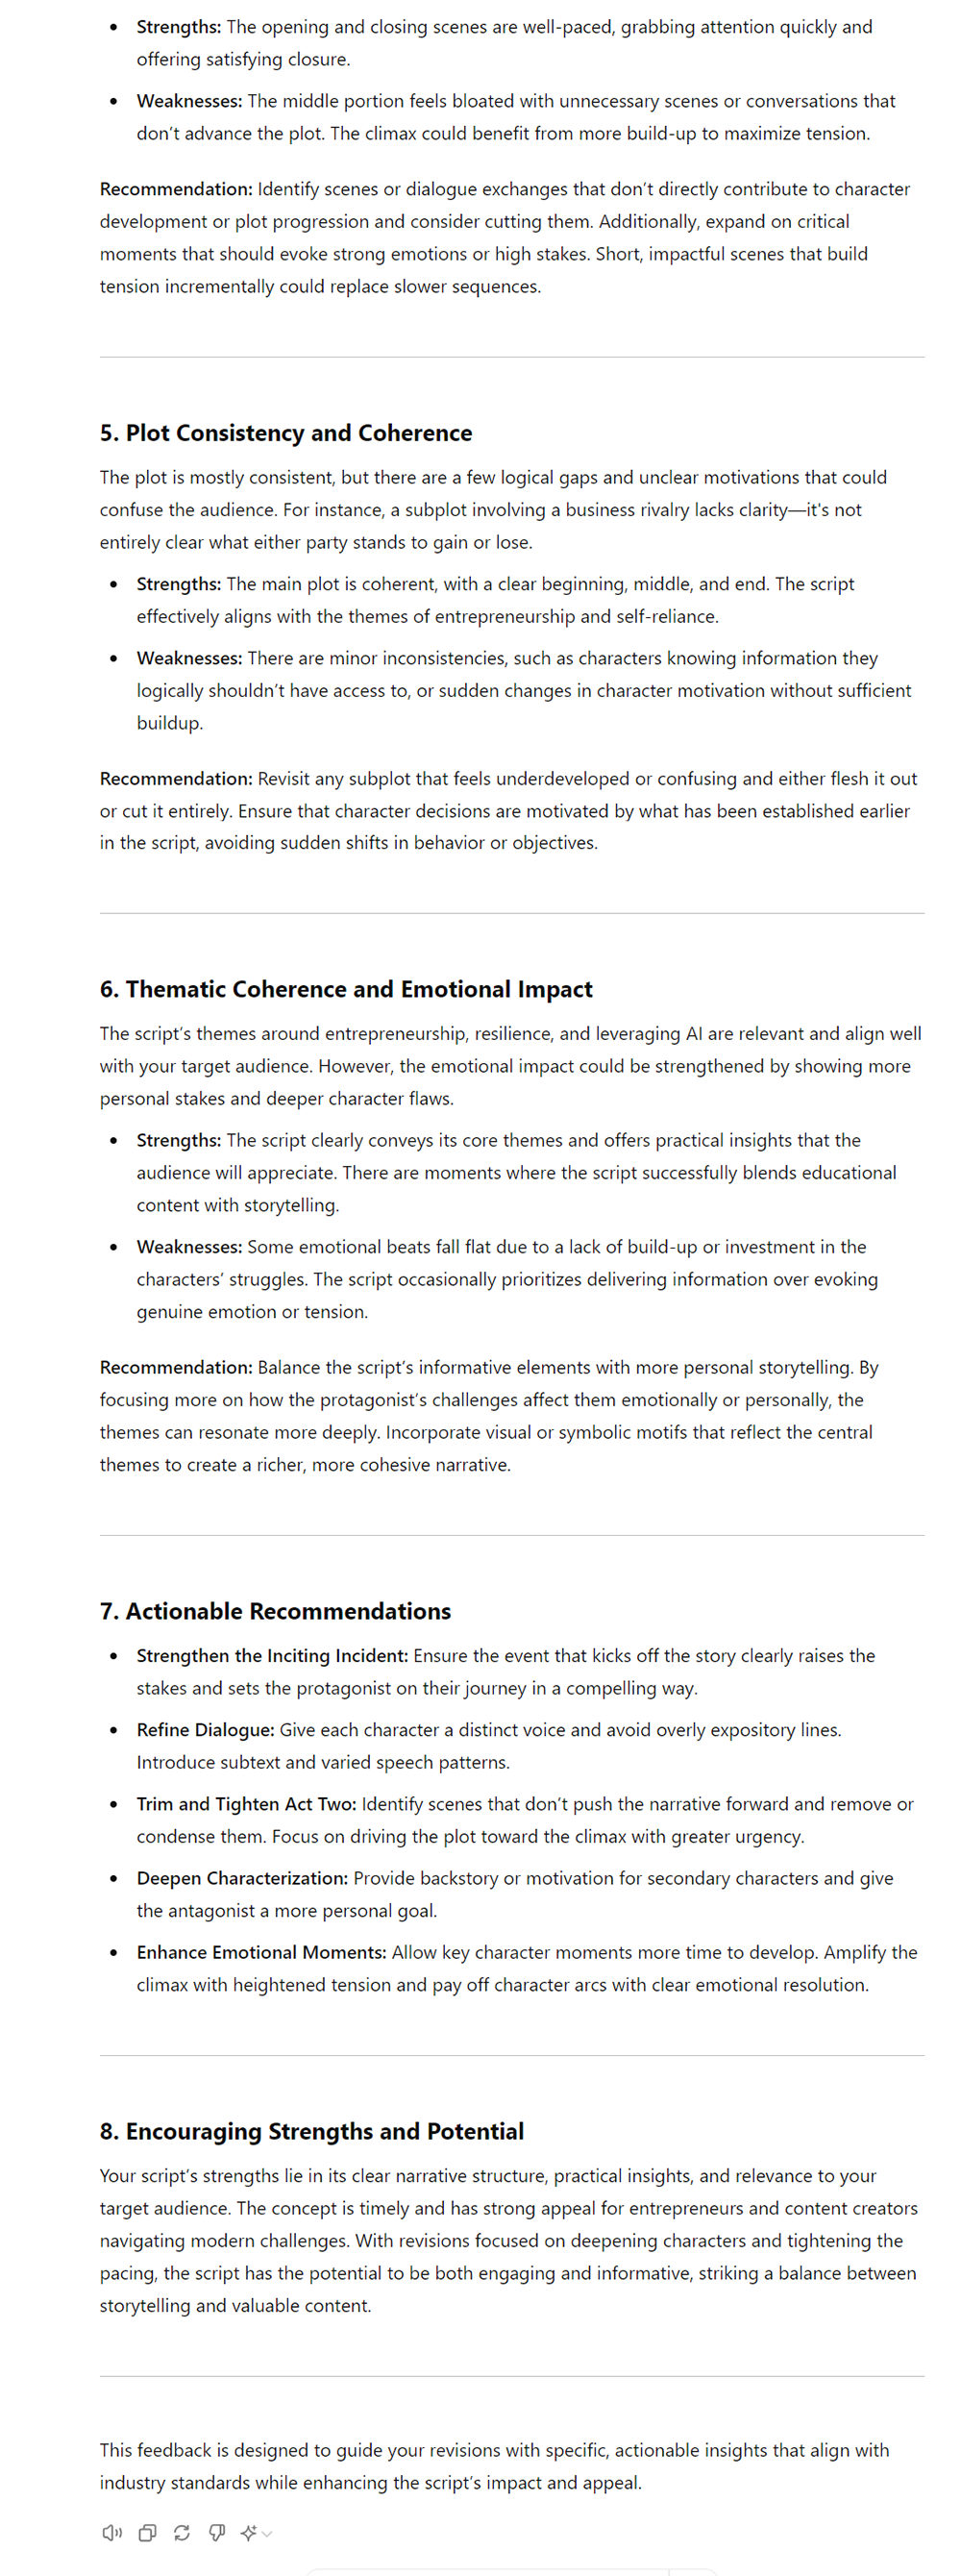 • Strengths: The opening and closing scenes are well-paced, grabbing attention quickly and
offering satisfying closure.
• Weaknesses: The middle portion feels bloated with unnecessary scenes or conversations that
don’t advance the plot. The climax could benefit from more build-up to maximize tension.
Recommendation: Identify scenes or dialogue exchanges that don’t directly contribute to character
development or plot progression and consider cutting them. Additionally, expand on critical
moments that should evoke strong emotions or high stakes. Short, impactful scenes that build
tension incrementally could replace slower sequences.
5. Plot Consistency and Coherence
The plot is mostly consistent, but there are a few logical gaps and unclear motivations that could
confuse the audience. For instance, a subplot involving a business rivalry lacks clarity—it's not
entirely clear what either party stands to gain or lose.
• Strengths: The main plot is coherent, with a clear beginning, middle, and end. The script
effectively aligns with the themes of entrepreneurship and self-reliance.
• Weaknesses: There are minor inconsistencies, such as characters knowing information they
logically shouldn’t have access to, or sudden changes in character motivation without sufficient
buildup.
Recommendation: Revisit any subplot that feels underdeveloped or confusing and either flesh it out
or cut it entirely. Ensure that character decisions are motivated by what has been established earlier
in the script, avoiding sudden shifts in behavior or objectives.
6. Thematic Coherence and Emotional Impact
The script’s themes around entrepreneurship, resilience, and leveraging AI are relevant and align well
with your target audience. However, the emotional impact could be strengthened by showing more
personal stakes and deeper character flaws.
• Strengths: The script clearly conveys its core themes and offers practical insights that the
audience will appreciate. There are moments where the script successfully blends educational
content with storytelling.
• Weaknesses: Some emotional beats fall flat due to a lack of build-up or investment in the
characters’ struggles. The script occasionally prioritizes delivering information over evoking
genuine emotion or tension.
Recommendation: Balance the script’s informative elements with more personal storytelling. By
focusing more on how the protagonist’s challenges affect them emotionally or personally, the
themes can resonate more deeply. Incorporate visual or symbolic motifs that reflect the central
themes to create a richer, more cohesive narrative.
7. Actionable Recommendations
• Strengthen the Inciting Incident: Ensure the event that kicks off the story clearly raises the
stakes and sets the protagonist on their journey in a compelling way.
• Refine Dialogue: Give each character a distinct voice and avoid overly expository lines.
Introduce subtext and varied speech patterns.
• Trim and Tighten Act Two: Identify scenes that don’t push the narrative forward and remove or
condense them. Focus on driving the plot toward the climax with greater urgency.
• Deepen Characterization: Provide backstory or motivation for secondary characters and give
the antagonist a more personal goal.
• Enhance Emotional Moments: Allow key character moments more time to develop. Amplify the
climax with heightened tension and pay off character arcs with clear emotional resolution.
8. Encouraging Strengths and Potential
Your script’s strengths lie in its clear narrative structure, practical insights, and relevance to your
target audience. The concept is timely and has strong appeal for entrepreneurs and content creators
navigating modern challenges. With revisions focused on deepening characters and tightening the
pacing, the script has the potential to be both engaging and informative, striking a balance between
storytelling and valuable content.
This feedback is designed to guide your revisions with specific, actionable insights that align with
industry standards while enhancing the script’s impact and appeal.